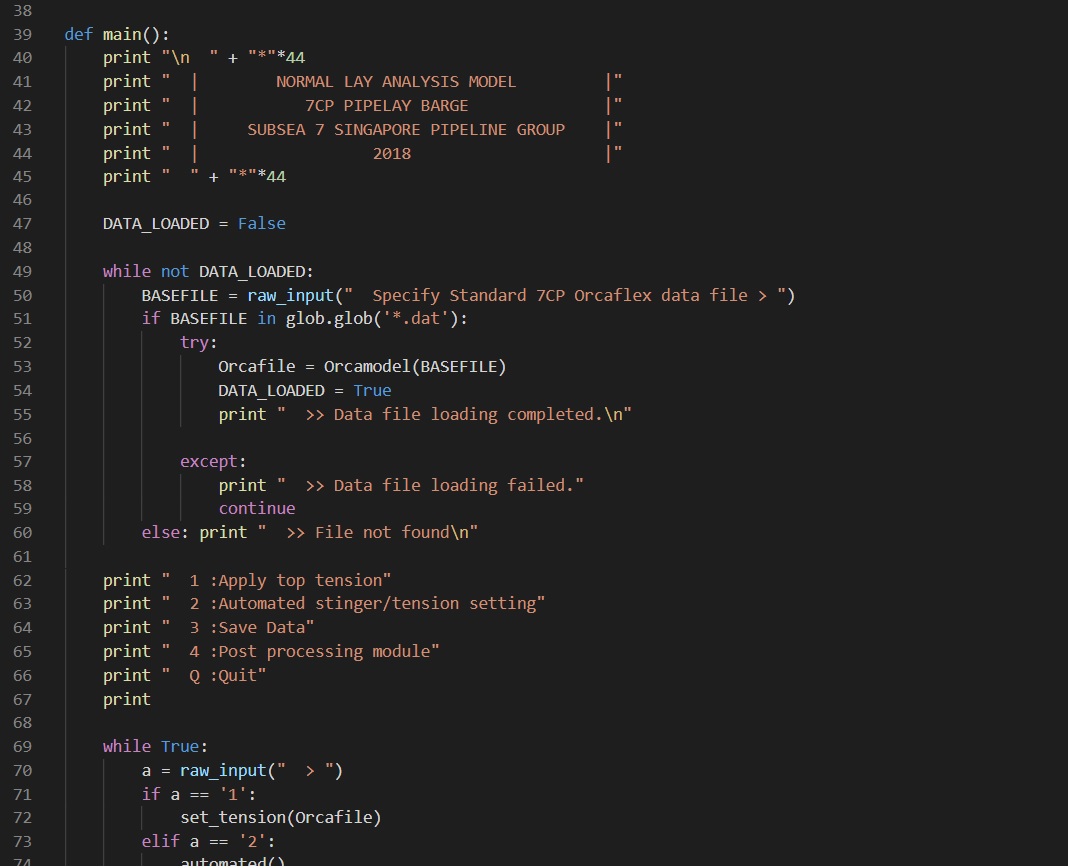 38
39 def main():
40 print "\n  " + "*"*44
41 print "  |        NORMAL LAY ANALYSIS MODEL         |"
42 print "  |           7CP PIPELAY BARGE              |"
43 print "  |     SUBSEA 7 SINGAPORE PIPELINE GROUP    |"
44 print "  |                  2018                    |"
45 print "  " + "*"*44
46
47 DATA_LOADED = False
48
49 while not DATA_LOADED:
50 BASEFILE = raw_input("  Specify Standard 7CP Orcaflex data file > ")
51 if BASEFILE in glob.glob('*.dat'):
52 try:
53 Orcafile = Orcamodel(BASEFILE)
54 DATA_LOADED = True
55 print "  >> Data file loading completed.\n"
56
57 except:
58 print "  >> Data file loading failed."
59 continue
60 else: print "  >> File not found\n"
61
62 print "  1 :Apply top tension"
63 print "  2 :Automated stinger/tension setting"
64 print "  3 :Save Data"
65 print "  4 :Post processing module"
66 print "  Q :Quit"
67 print
68
69 while True:
70 a = raw_input("  > ")
71 if a == '1':
72 set_tension(Orcafile)
73 elif a == '2':
74 automated()